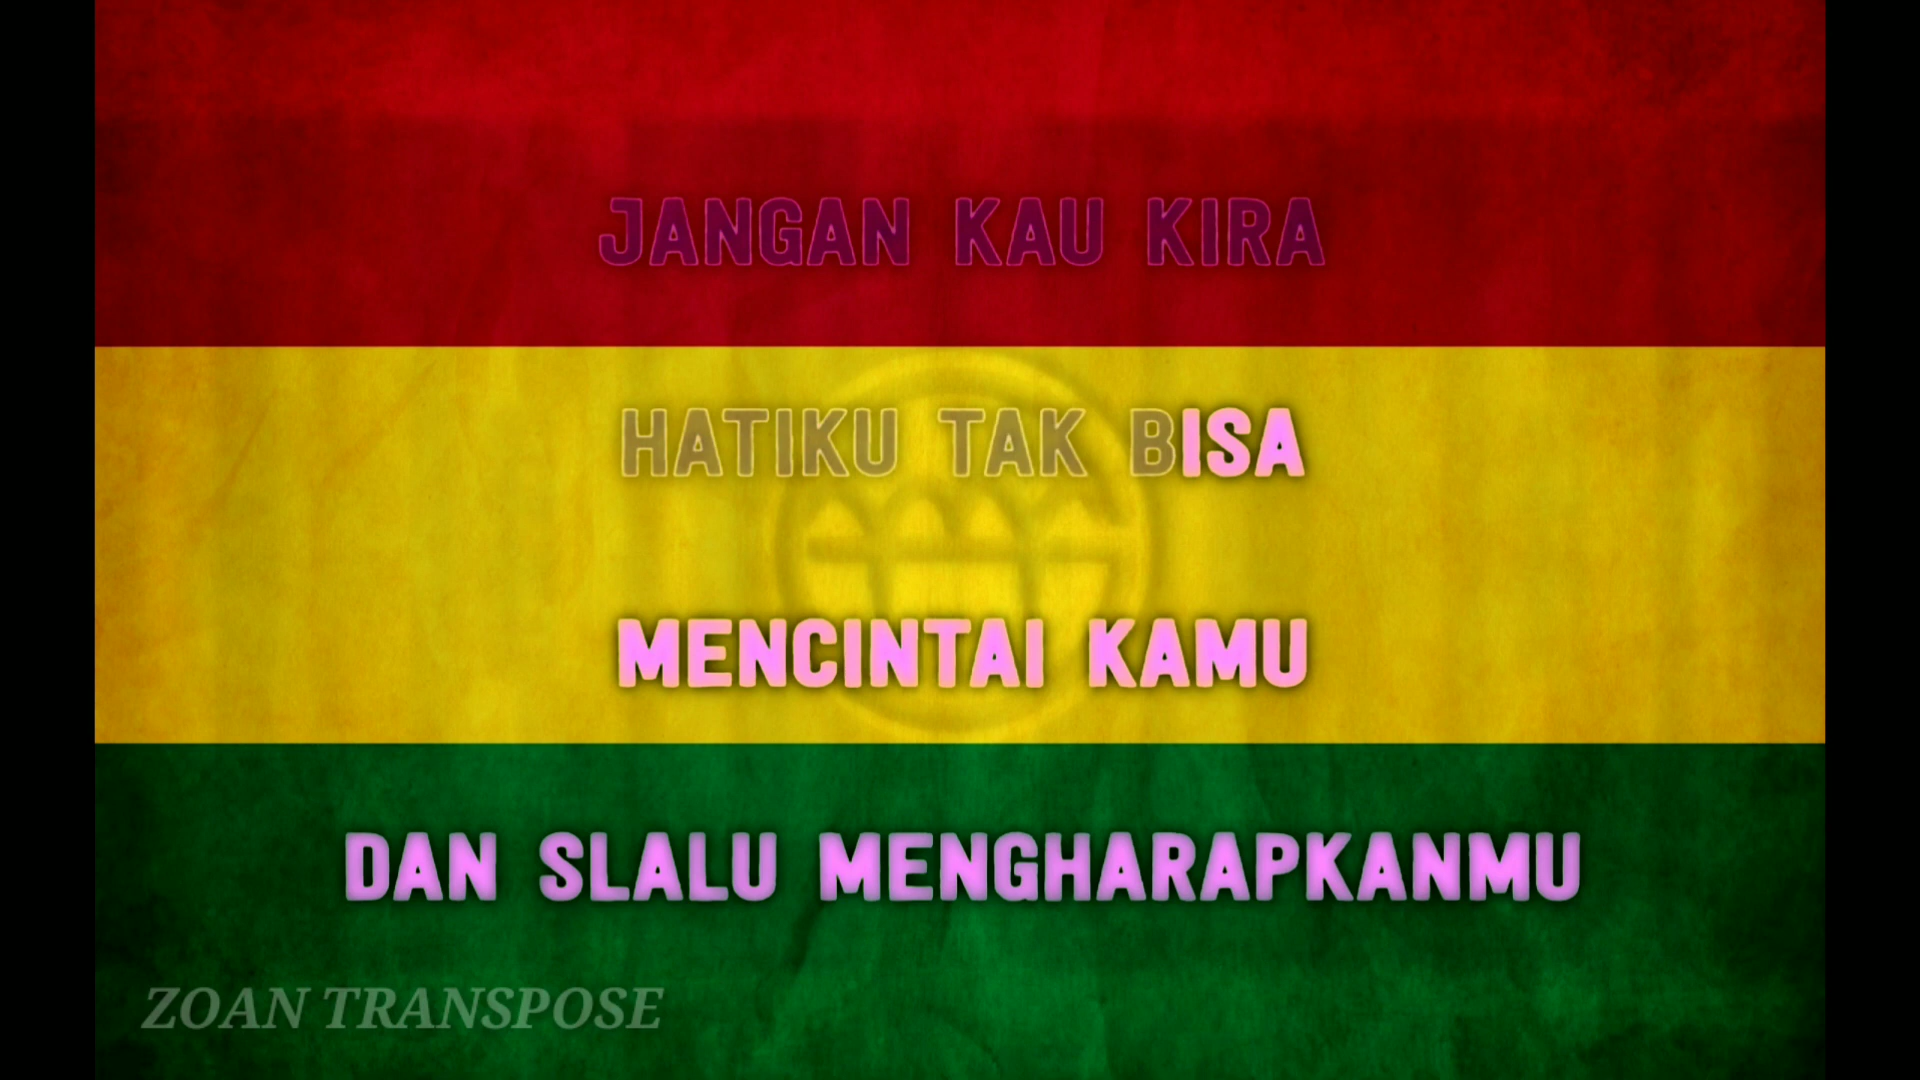 JANGAN KAU KIRA
HATIKU TAK BISA
MENCINTAI KAMU
DAN SLALU MENGHARAPKANMU
ZOAN TRANSPOSE